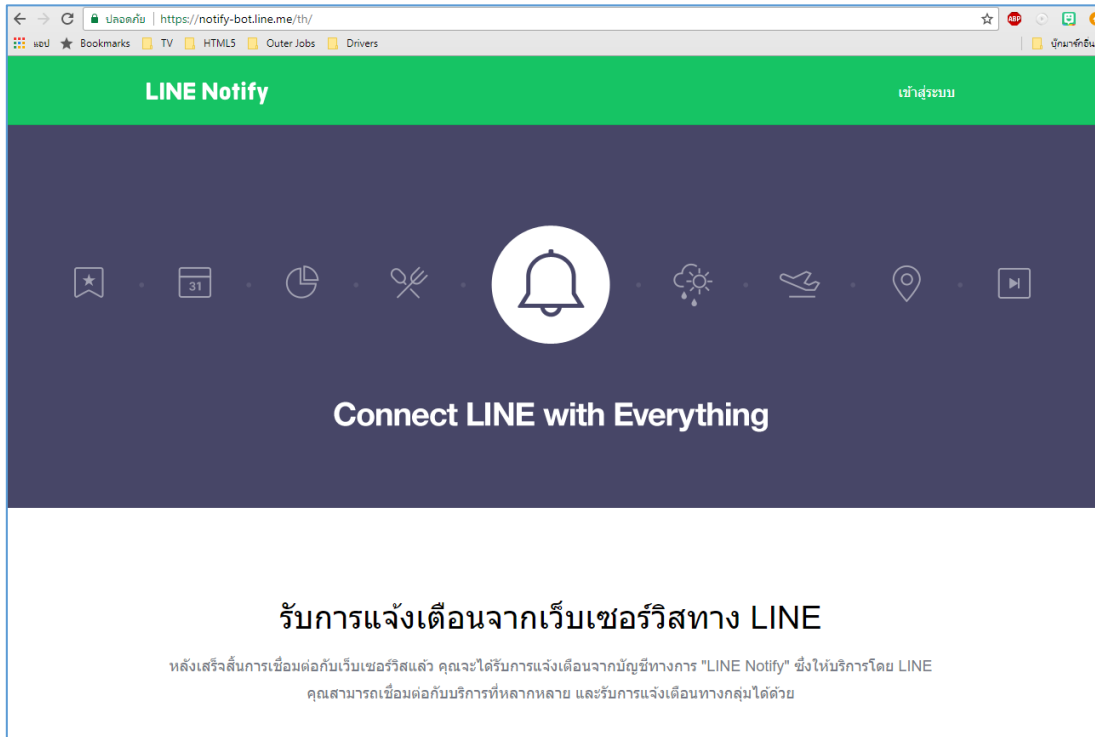 ปลอดภัย | https://notify-bot.line.me/th/
ABP
แอป Bookmarks TV HTML5 Outer Jobs Drivers บุ๊กมาร์กอื่น
LINE Notify เข้าสู่ระบบ
31
Connect LINE with Everything
รับการแจ้งเตือนจากเว็บเซอร์วิสทาง LINE
หลังเสร็จสิ้นการเชื่อมต่อกับเว็บเซอร์วิสแล้ว คุณจะได้รับการแจ้งเตือนจากบัญชีทางการ "LINE Notify" ซึ่งให้บริการโดย LINE
คุณสามารถเชื่อมต่อกับบริการที่หลากหลาย และรับการแจ้งเตือนทางกลุ่มได้ด้วย